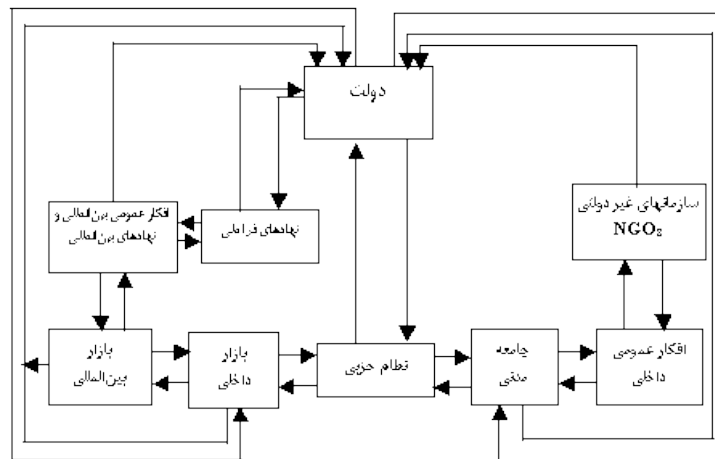 دولت
افکار عمومی بین‌المللی و
نهادهای بین‌المللی
نهادهای فراملی
سازمانهای غیر دولتی
NGOs
بازار
بین‌المللی
بازار
داخلی
نظام حزبی
جامعه
مدنی
افکار عمومی
داخلی